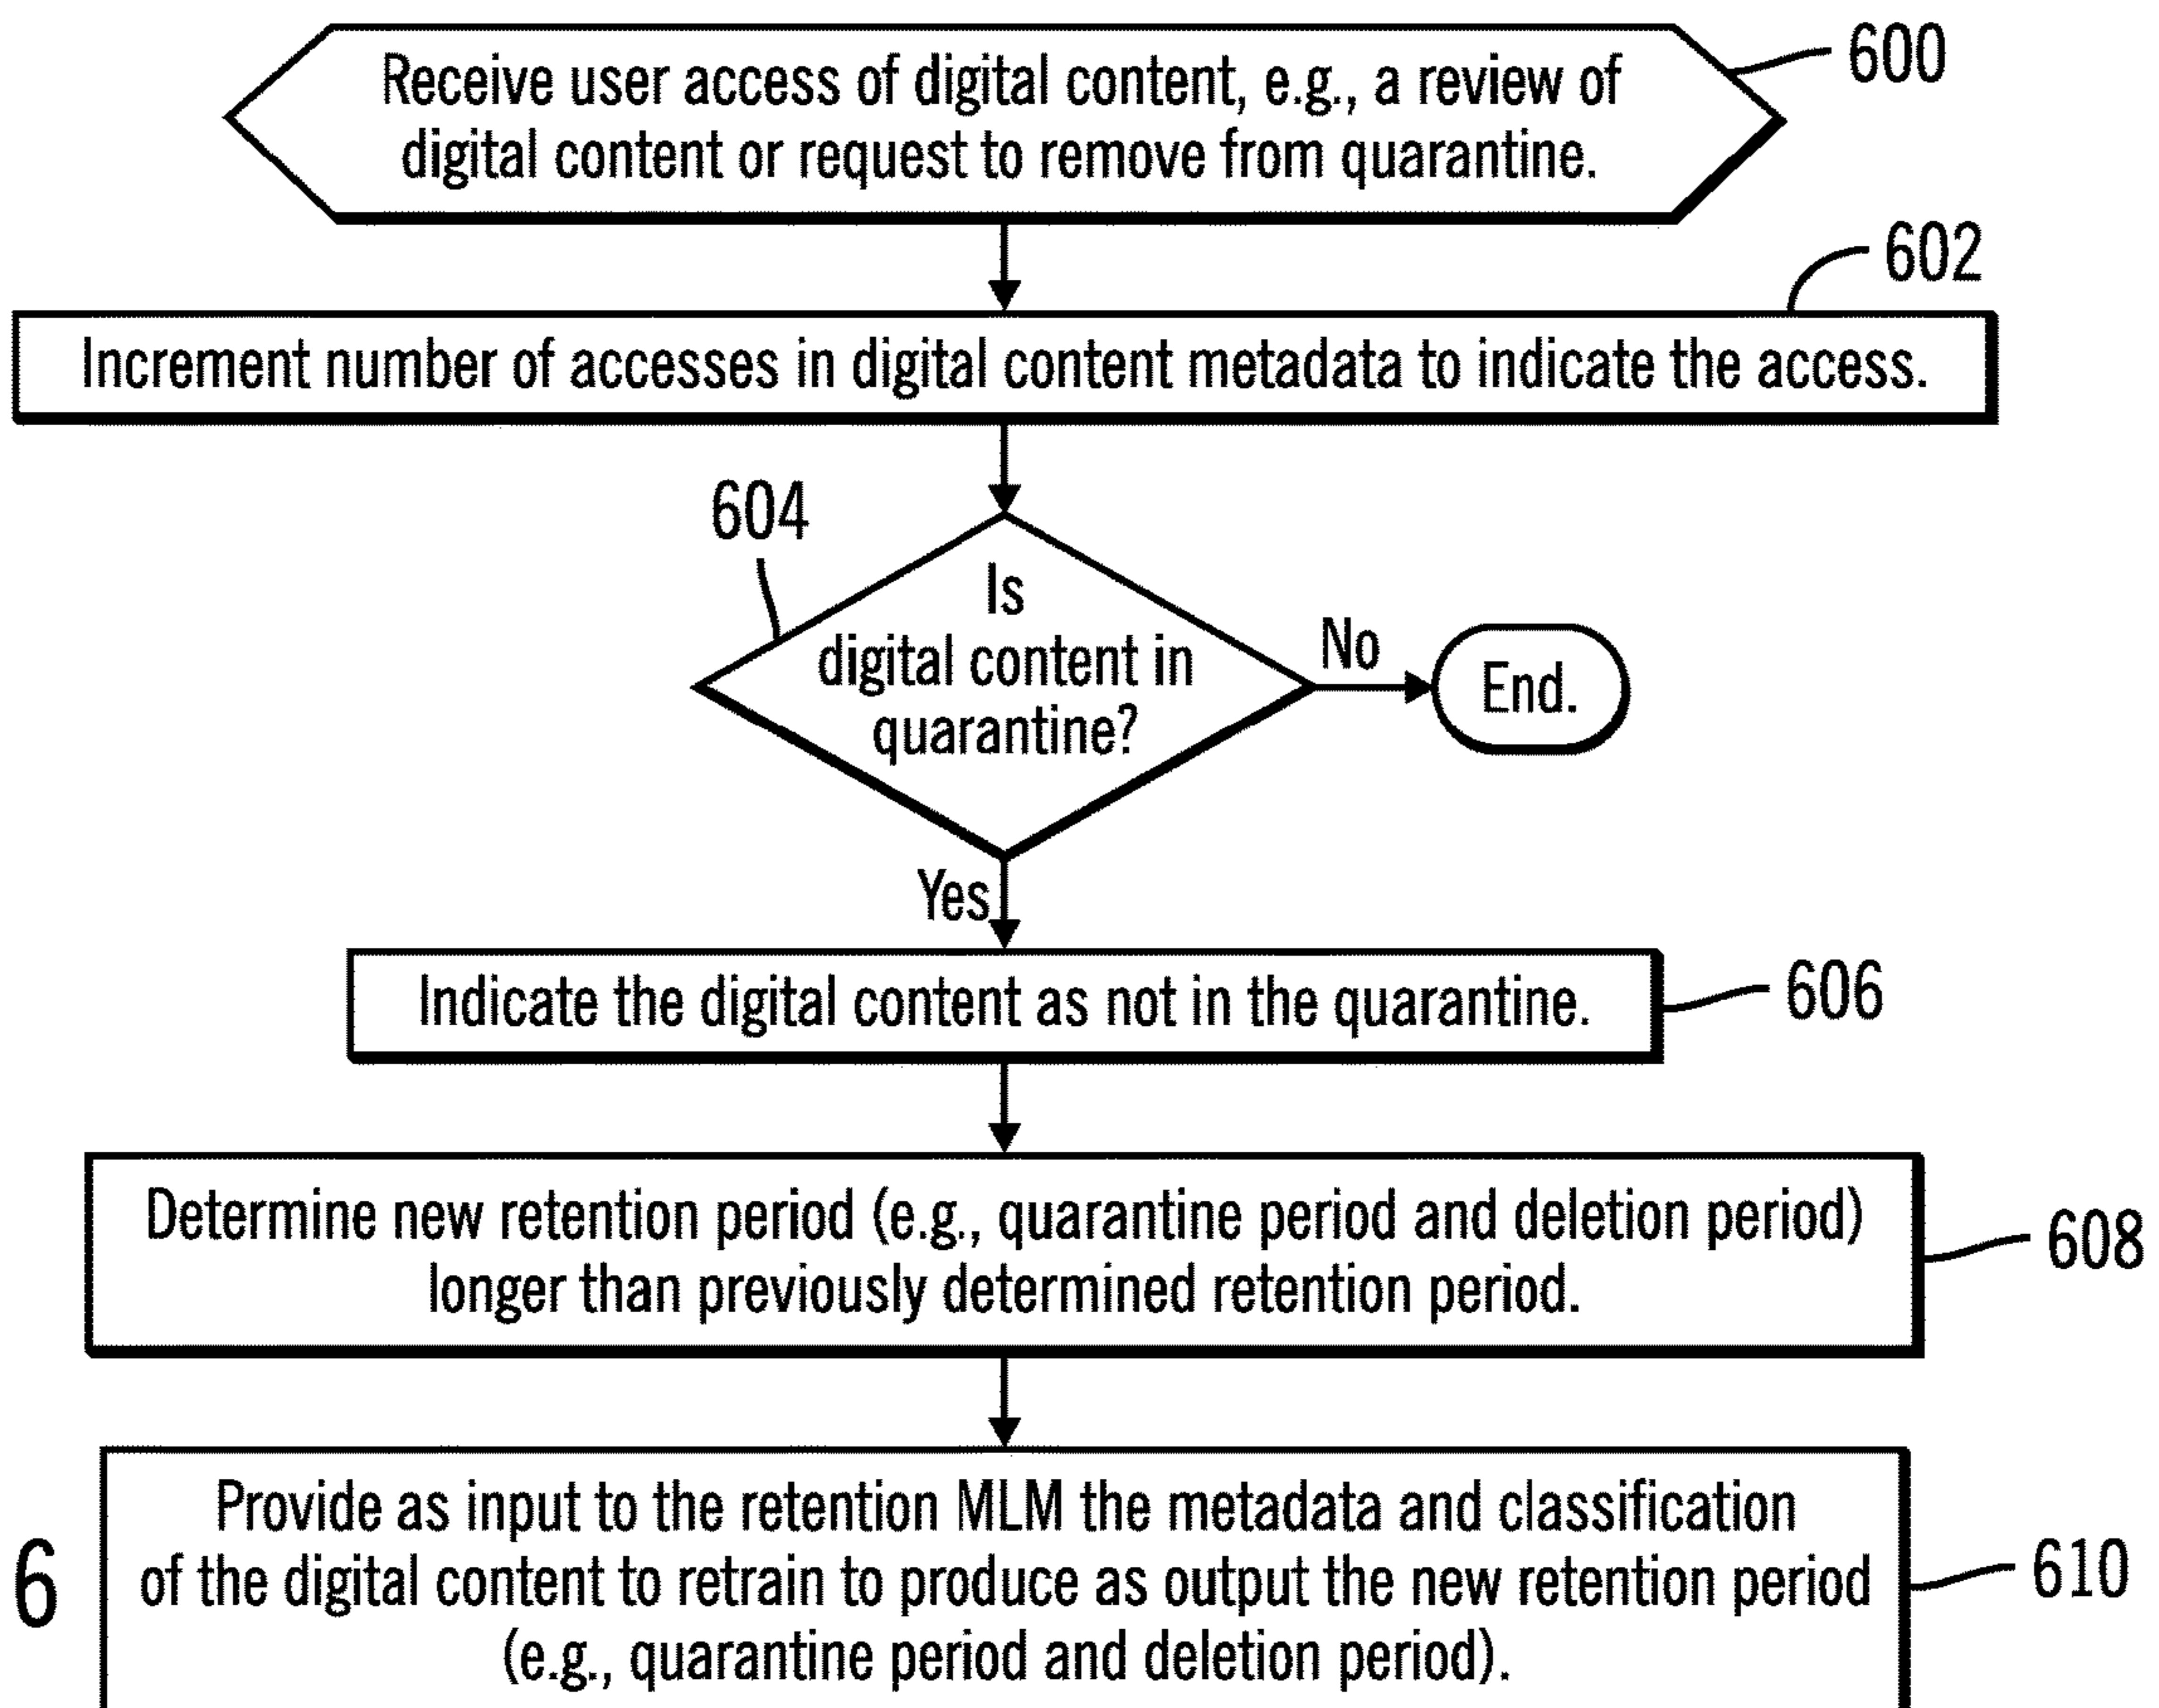 Receive user access of digital content, e.g., a review of
digital content or request to remove from quarantine.
600
602
Increment number of accesses in digital content metadata to indicate the access.
604
Is
digital content in
quarantine?
No
End.
Yes
Indicate the digital content as not in the quarantine.
606
Determine new retention period (e.g., quarantine period and deletion period)
longer than previously determined retention period.
608
Provide as input to the retention MLM the metadata and classification
of the digital content to retrain to produce as output the new retention period
(e.g., quarantine period and deletion period).
610
6